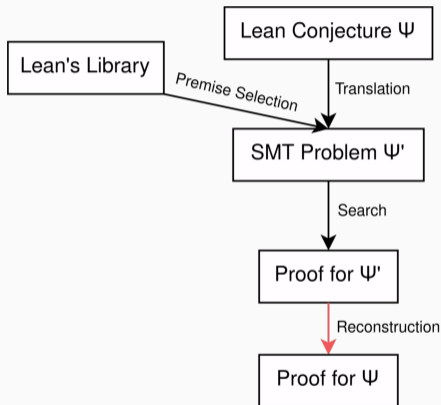 Lean Conjecture Ψ
Lean's Library
Premise Selection
Translation
SMT Problem Ψ'
Search
Proof for Ψ'
Reconstruction
Proof for Ψ